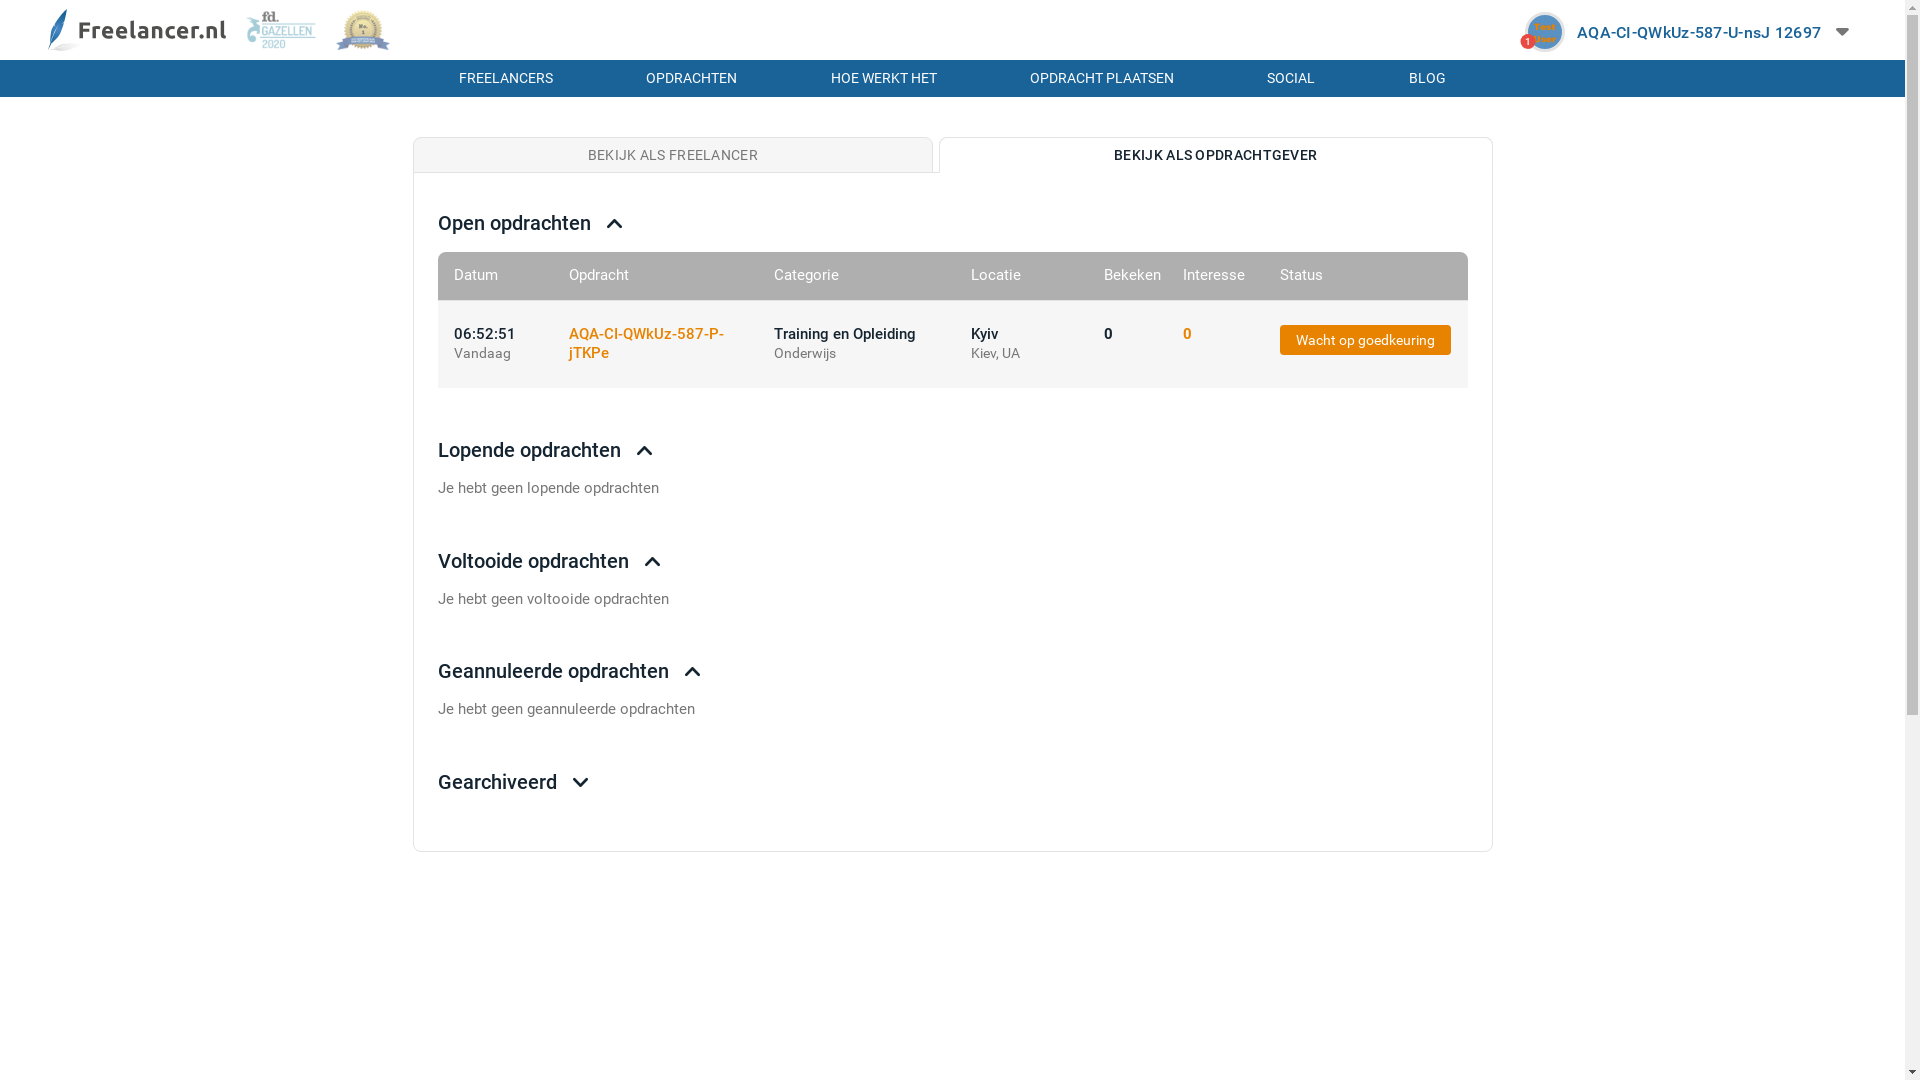 Freelancer.nl
fd.
GAZELLEN
2020
No.
1
1
AQA-CI-QWkUz-587-U-nsJ 12697
FREELANCERS
OPDRACHTEN
HOE WERKT HET
OPDRACHT PLAATSEN
SOCIAL
BLOG
BEKIJK ALS FREELANCER
BEKIJK ALS OPDRACHTGEVER
Open opdrachten
Datum Opdracht Categorie Locatie Bekeken Interesse Status
06:52:51 AQA-CI-QWkUz-587-P- Training en Opleiding Kyiv 0 0 Wacht op goedkeuring
Vandaag jTKPe Onderwijs Kiev, UA
Lopende opdrachten
Je hebt geen lopende opdrachten
Voltooide opdrachten
Je hebt geen voltooide opdrachten
Geannuleerde opdrachten
Je hebt geen geannuleerde opdrachten
Gearchiveerd